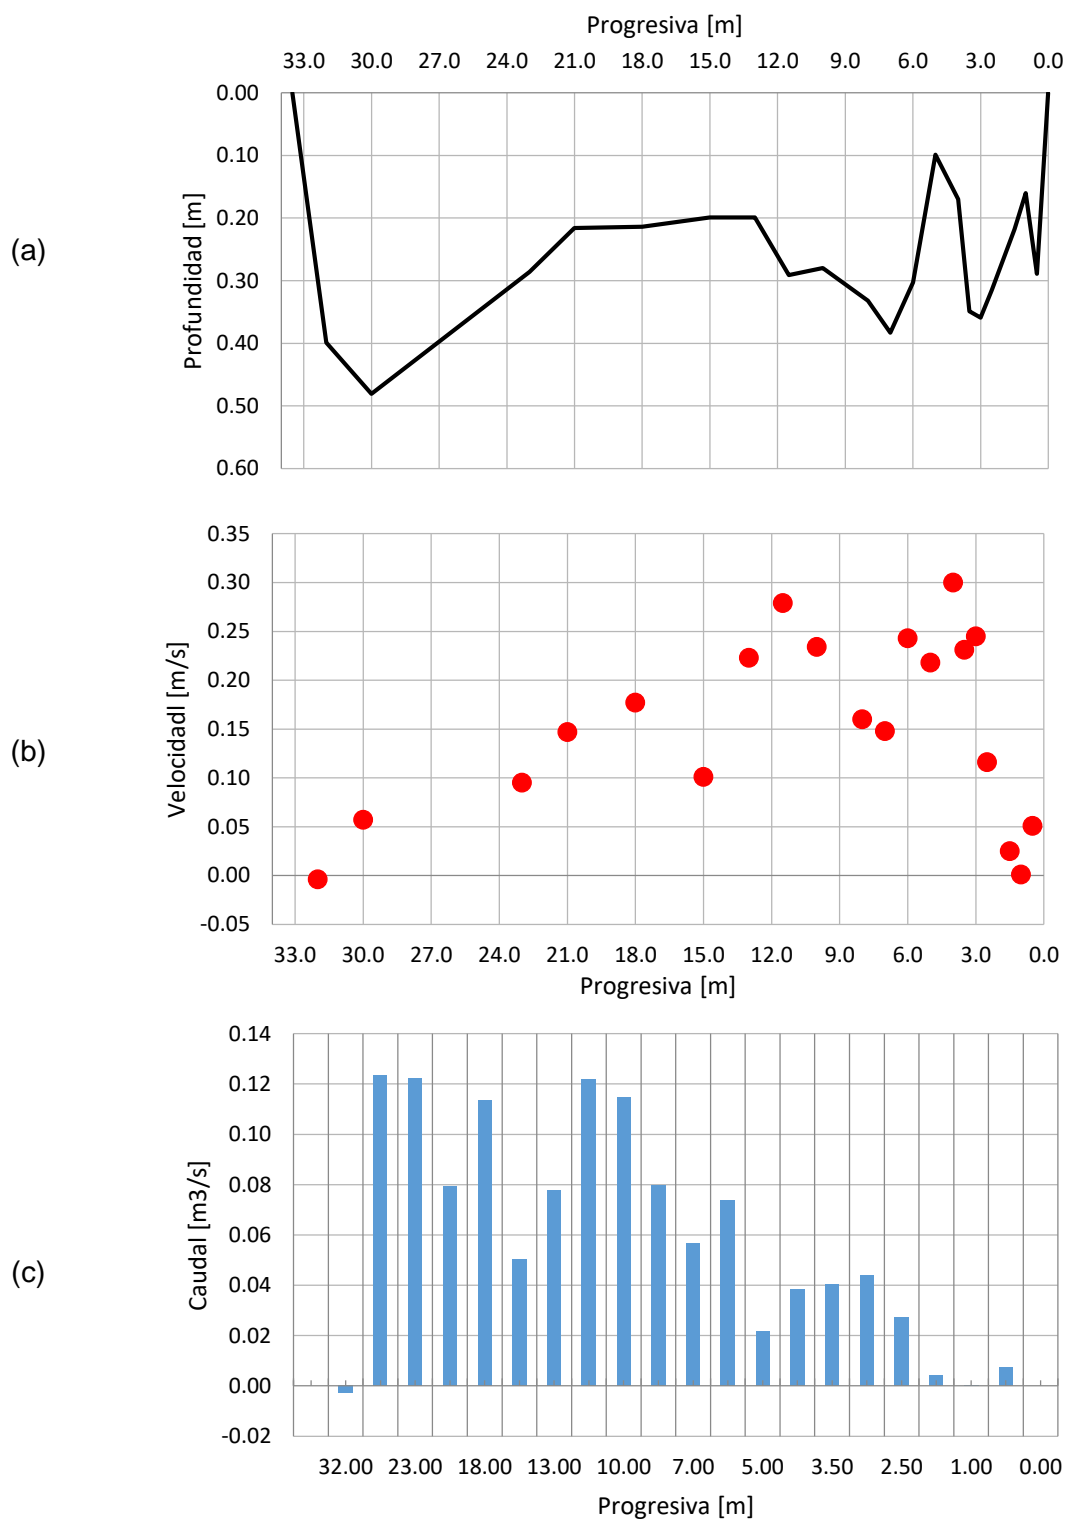 Progresiva [m]
33.0 30.0 27.0 24.0 21.0 18.0 15.0 12.0 9.0 6.0 3.0 0.0
0.00
0.10
0.20
0.30
0.40
0.50
0.60
Profundidad [m]
(a)
0.35
0.30
0.25
0.20
0.15
0.10
0.05
0.00
-0.05
Velocidadl [m/s]
(b)
33.0 30.0 27.0 24.0 21.0 18.0 15.0 12.0 9.0 6.0 3.0 0.0
Progresiva [m]
0.14
0.12
0.10
0.08
0.06
0.04
0.02
0.00
-0.02
Caudal [m3/s]
(c)
32.00 23.00 18.00 13.00 10.00 7.00 5.00 3.50 2.50 1.00 0.00
Progresiva [m]